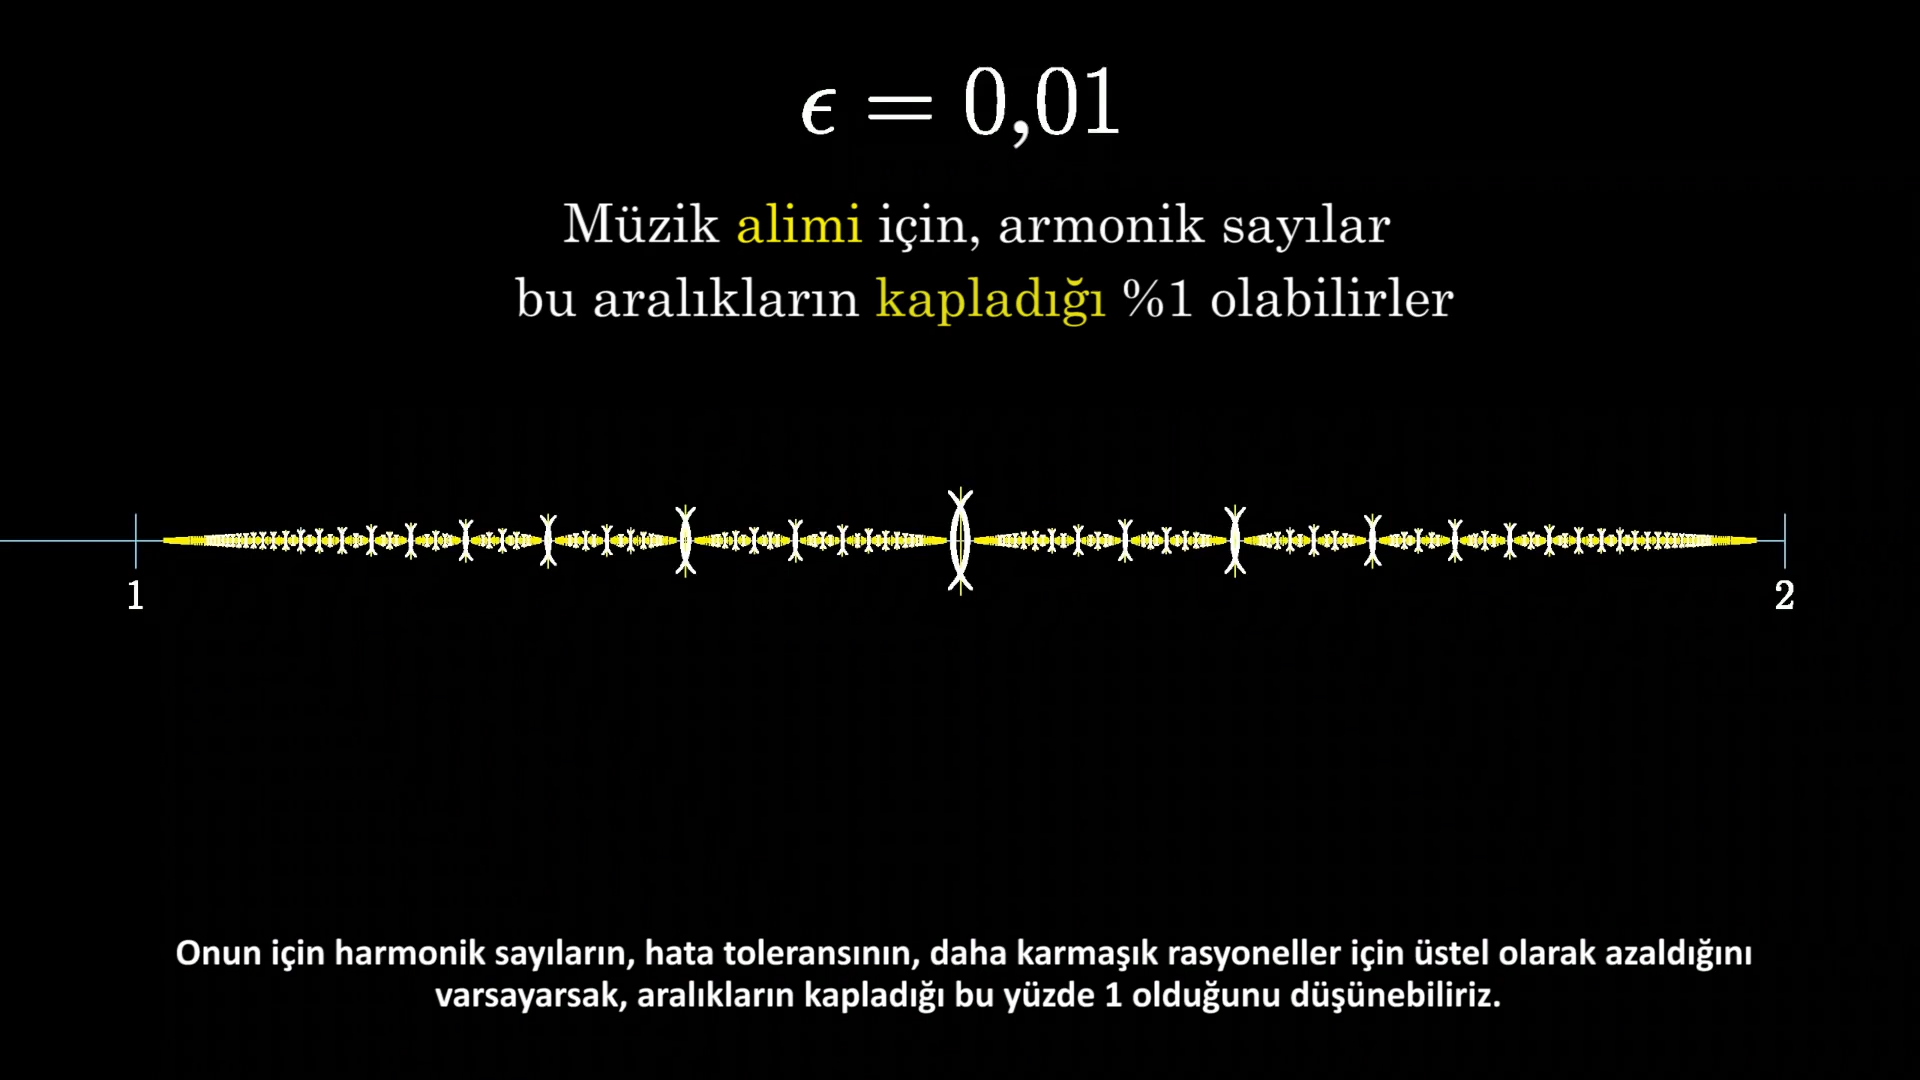 ϵ = 0,01
Müzik alimi için, armonik sayılar
bu aralıkların kapladığı %1 olabilirler
1
2
Onun için harmonik sayıların, hata toleransının, daha karmaşık rasyoneller için üstel olarak azaldığını
varsayarsak, aralıkların kapladığı bu yüzde 1 olduğunu düşünebiliriz.